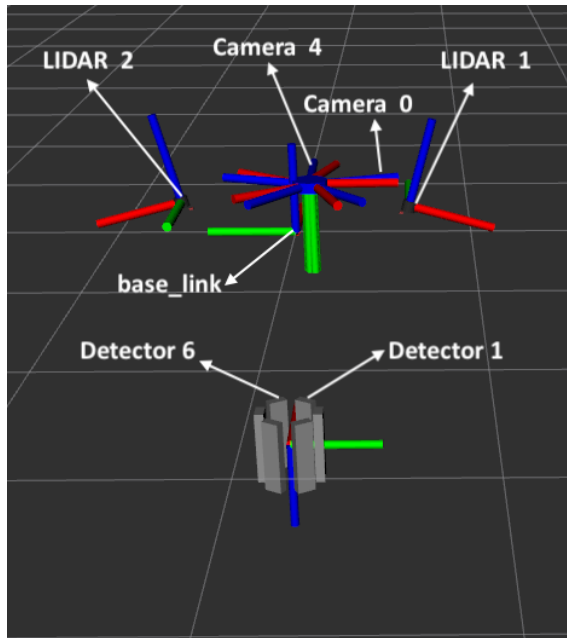 Camera 4
LIDAR 2
LIDAR 1
Camera 0
base_link
Detector 6
Detector 1